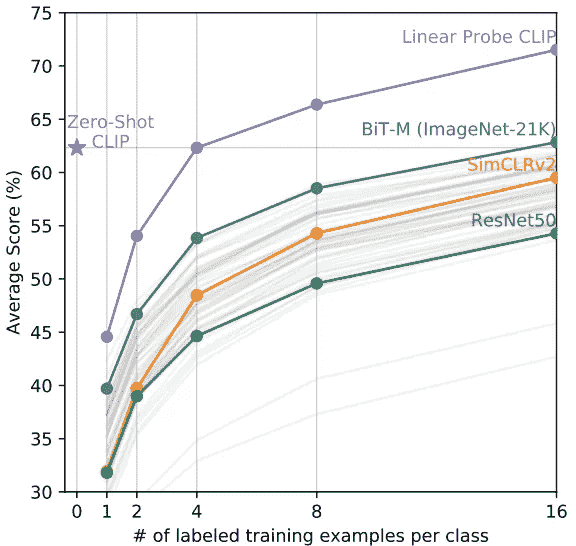 75
70
65
60
55
50
45
40
35
30
Average Score (%)
Linear Probe CLIP
Zero-Shot
CLIP
BiT-M (ImageNet-21K)
SimCLRv2
ResNet50
0 1 2 4 8 16
# of labeled training examples per class